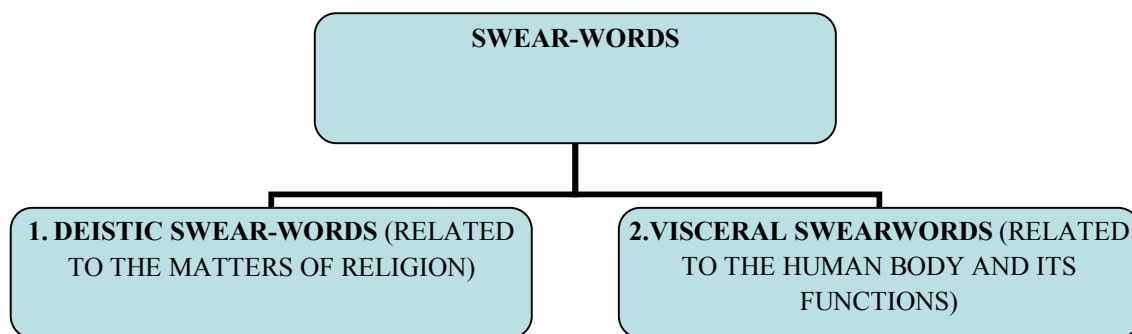 SWEAR-WORDS
1. DEISTIC SWEAR-WORDS (RELATED
TO THE MATTERS OF RELIGION)
2.VISCERAL SWEARWORDS (RELATED
TO THE HUMAN BODY AND ITS
FUNCTIONS)